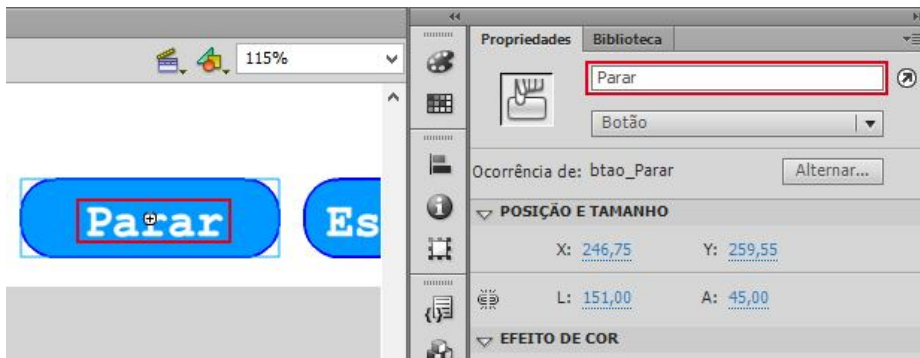 115%
Parar
Es
Propriedades Biblioteca
Parar
Botão
Ocorrência de: btao_Parar Alternar...
POSIÇÃO E TAMANHO
X: 246,75 Y: 259,55
L: 151,00 A: 45,00
EFEITO DE COR